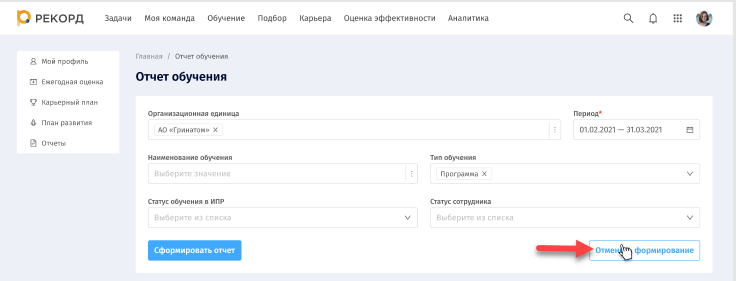 РЕКОРД Задачи Моя команда Обучение Подбор Карьера Оценка эффективности Аналитика
Главная / Отчет обучения
Мой профиль
Ежегодная оценка
Карьерный план
План развития
Отчеты
Отчет обучения
Организационная единица
АО «Гринатом» ×
Период*
01.02.2021 — 31.03.2021
Наименование обучения
Выберите значение
Тип обучения
Программа ×
Статус обучения в ИПР
Выберите из списка
Статус сотрудника
Выберите из списка
Сформировать отчет
формирование